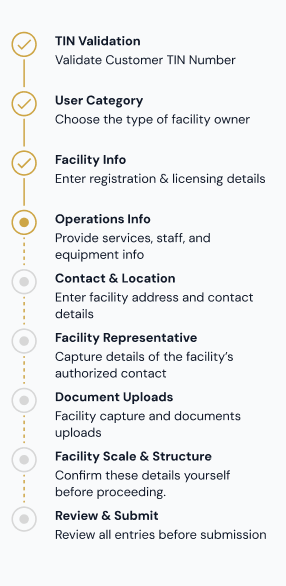 TIN Validation
Validate Customer TIN Number
User Category
Choose the type of facility owner
Facility Info
Enter registration & licensing details
Operations Info
Provide services, staff, and
equipment info
Contact & Location
Enter facility address and contact
details
Facility Representative
Capture details of the facility's
authorized contact
Document Uploads
Facility capture and documents
uploads
Facility Scale & Structure
Confirm these details yourself
before proceeding.
Review & Submit
Review all entries before submission